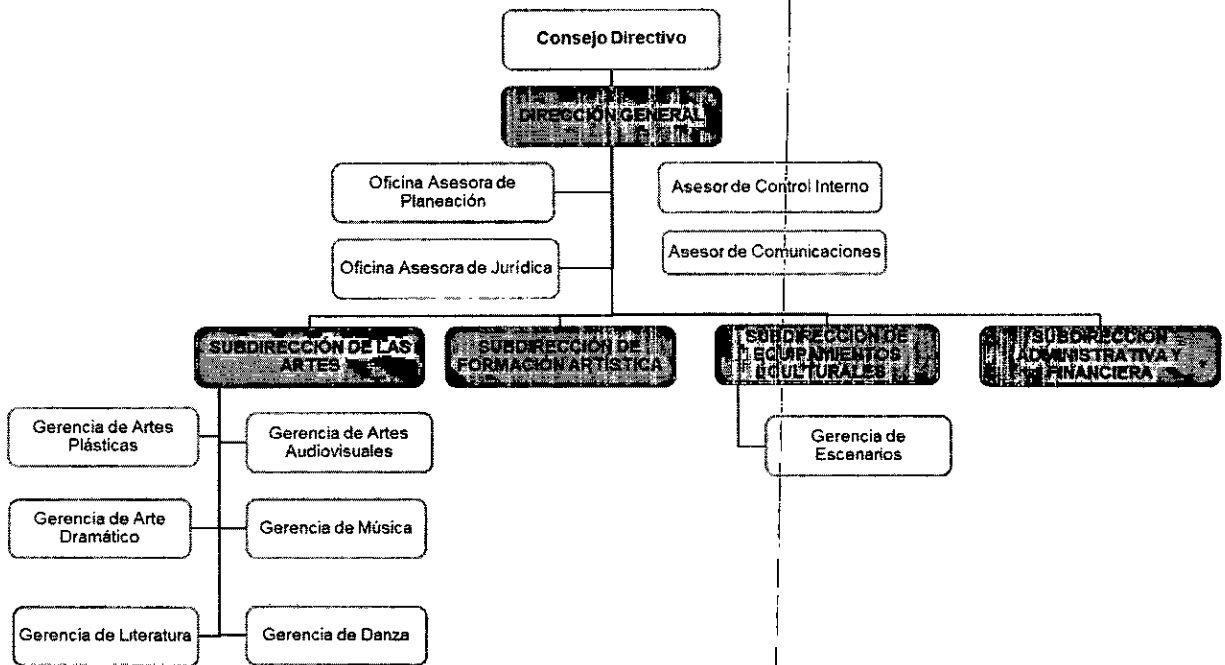 Consejo Directivo
DIRECCIÓN GENERAL
Oficina Asesora de
Planeación
Asesor de Control Interno
Oficina Asesora de Jurídica
Asesor de Comunicaciones
SUBDIRECCIÓN DE LAS
ARTES
SUBDIRECCIÓN DE
FORMACIÓN ARTÍSTICA
SUBDIRECCIÓN DE
EQUIPAMIENTOS
CULTURALES
SUBDIRECCIÓN
ADMINISTRATIVA Y
FINANCIERA
Gerencia de Artes
Plásticas
Gerencia de Artes
Audiovisuales
Gerencia de
Escenarios
Gerencia de Arte
Dramático
Gerencia de Música
Gerencia de Literatura
Gerencia de Danza